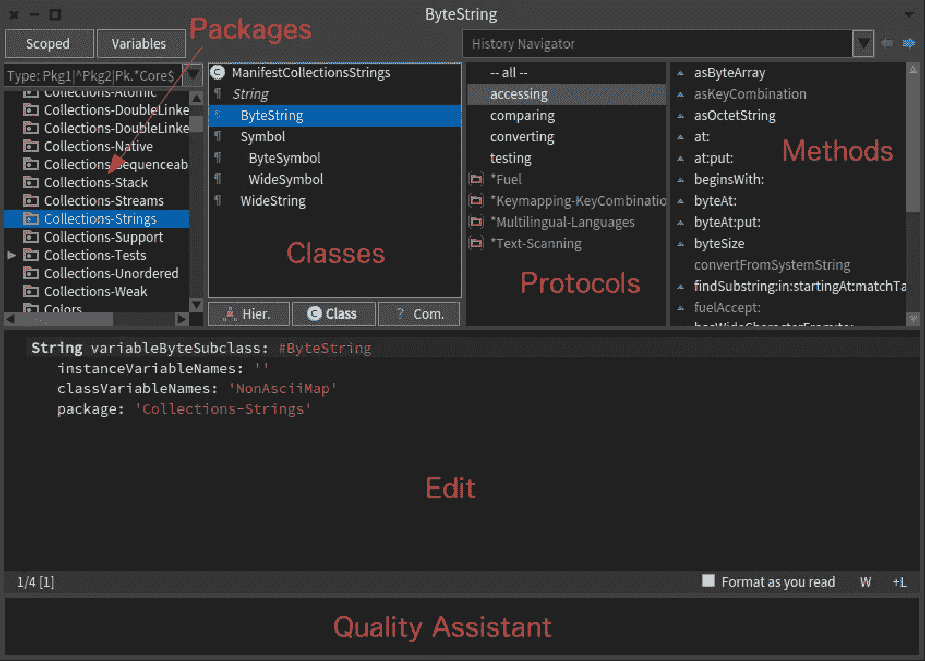 ByteString
Packages
Scoped
Variables
History Navigator
Type: Pkg1|^Pkg2|Pk.*Core$
Collections-Atomic
Collections-DoubleLinke
Collections-DoubleLinke
Collections-Native
Collections-Sequenceab
Collections-Stack
Collections-Streams
Collections-Strings
Collections-Support
Collections-Tests
Collections-Unordered
Collections-Weak
Colors
ManifestCollectionsStrings
String
ByteString
Symbol
ByteSymbol
WideSymbol
WideString
Classes
Hier.
Class
? Com.
-- all --
accessing
comparing
converting
testing
*Fuel
*Keymapping-KeyCombinatio
*Multilingual-Languages
*Text-Scanning
Protocols
asByteArray
asKeyCombination
asOctetString
at:
at:put:
beginsWith:
byteAt:
byteAt:put:
byteSize
convertFromSystemString
findSubstring:in:startingAt:matchTa
fuelAccept:
Methods
String variableByteSubclass: #ByteString
instanceVariableNames: ''
classVariableNames: 'NonAsciiMap'
package: 'Collections-Strings'
Edit
1/4 [1]
Format as you read
W
+L
Quality Assistant